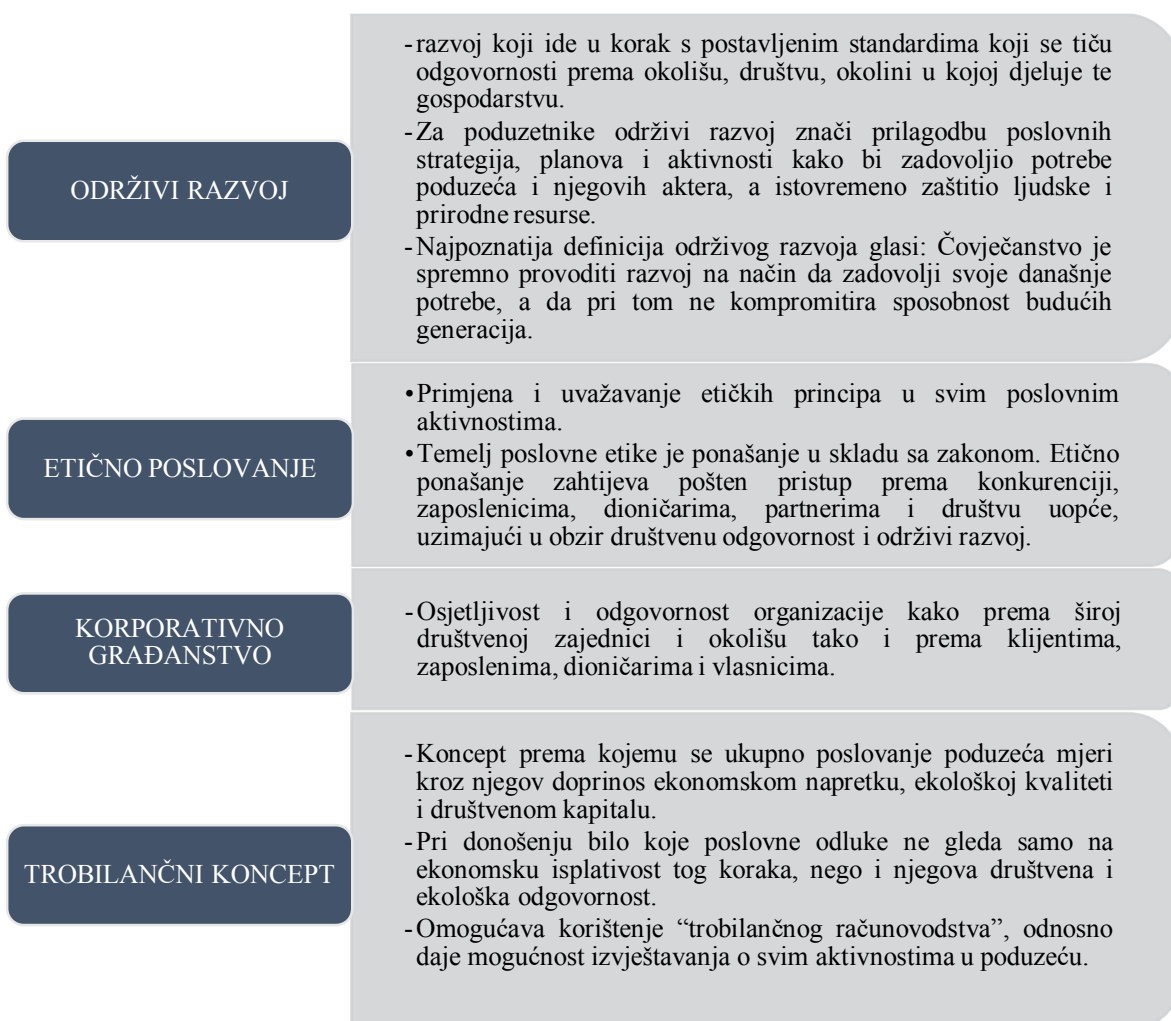 ODRŽIVI RAZVOJ
-razvoj koji ide u korak s postavljenim standardima koji se tiču
odgovornosti prema okolišu, društvu, okolini u kojoj djeluje te
gospodarstvu.
-Za poduzetnike održivi razvoj znači prilagodbu poslovnih
strategija, planova i aktivnosti kako bi zadovoljio potrebe
poduzeća i njegovih aktera, a istovremeno zaštitio ljudske i
prirodne resurse.
-Najpoznatija definicija održivog razvoja glasi: Čovječanstvo je
spremno provoditi razvoj na način da zadovolji svoje današnje
potrebe, a da pri tom ne kompromitira sposobnost budućih
generacija.
ETIČNO POSLOVANJE
•Primjena i uvažavanje etičkih principa u svim poslovnim
aktivnostima.
•Temelj poslovne etike je ponašanje u skladu sa zakonom. Etično
ponašanje zahtijeva pošten pristup prema konkurenciji,
zaposlenicima, dioničarima, partnerima i društvu uopće,
uzimajući u obzir društvenu odgovornost i održivi razvoj.
KORPORATIVNO
GRAĐANSTVO
-Osjetljivost i odgovornost organizacije kako prema široj
društvenoj zajednici i okolišu tako i prema klijentima,
zaposlenima, dioničarima i vlasnicima.
TROBILANČNI KONCEPT
-Koncept prema kojemu se ukupno poslovanje poduzeća mjeri
kroz njegov doprinos ekonomskom napretku, ekološkoj kvaliteti
i društvenom kapitalu.
-Pri donošenju bilo koje poslovne odluke ne gleda samo na
ekonomsku isplativost tog koraka, nego i njegova društvena i
ekološka odgovornost.
-Omogućava korištenje “trobilančnog računovodstva”, odnosno
daje mogućnost izvještavanja o svim aktivnostima u poduzeću.